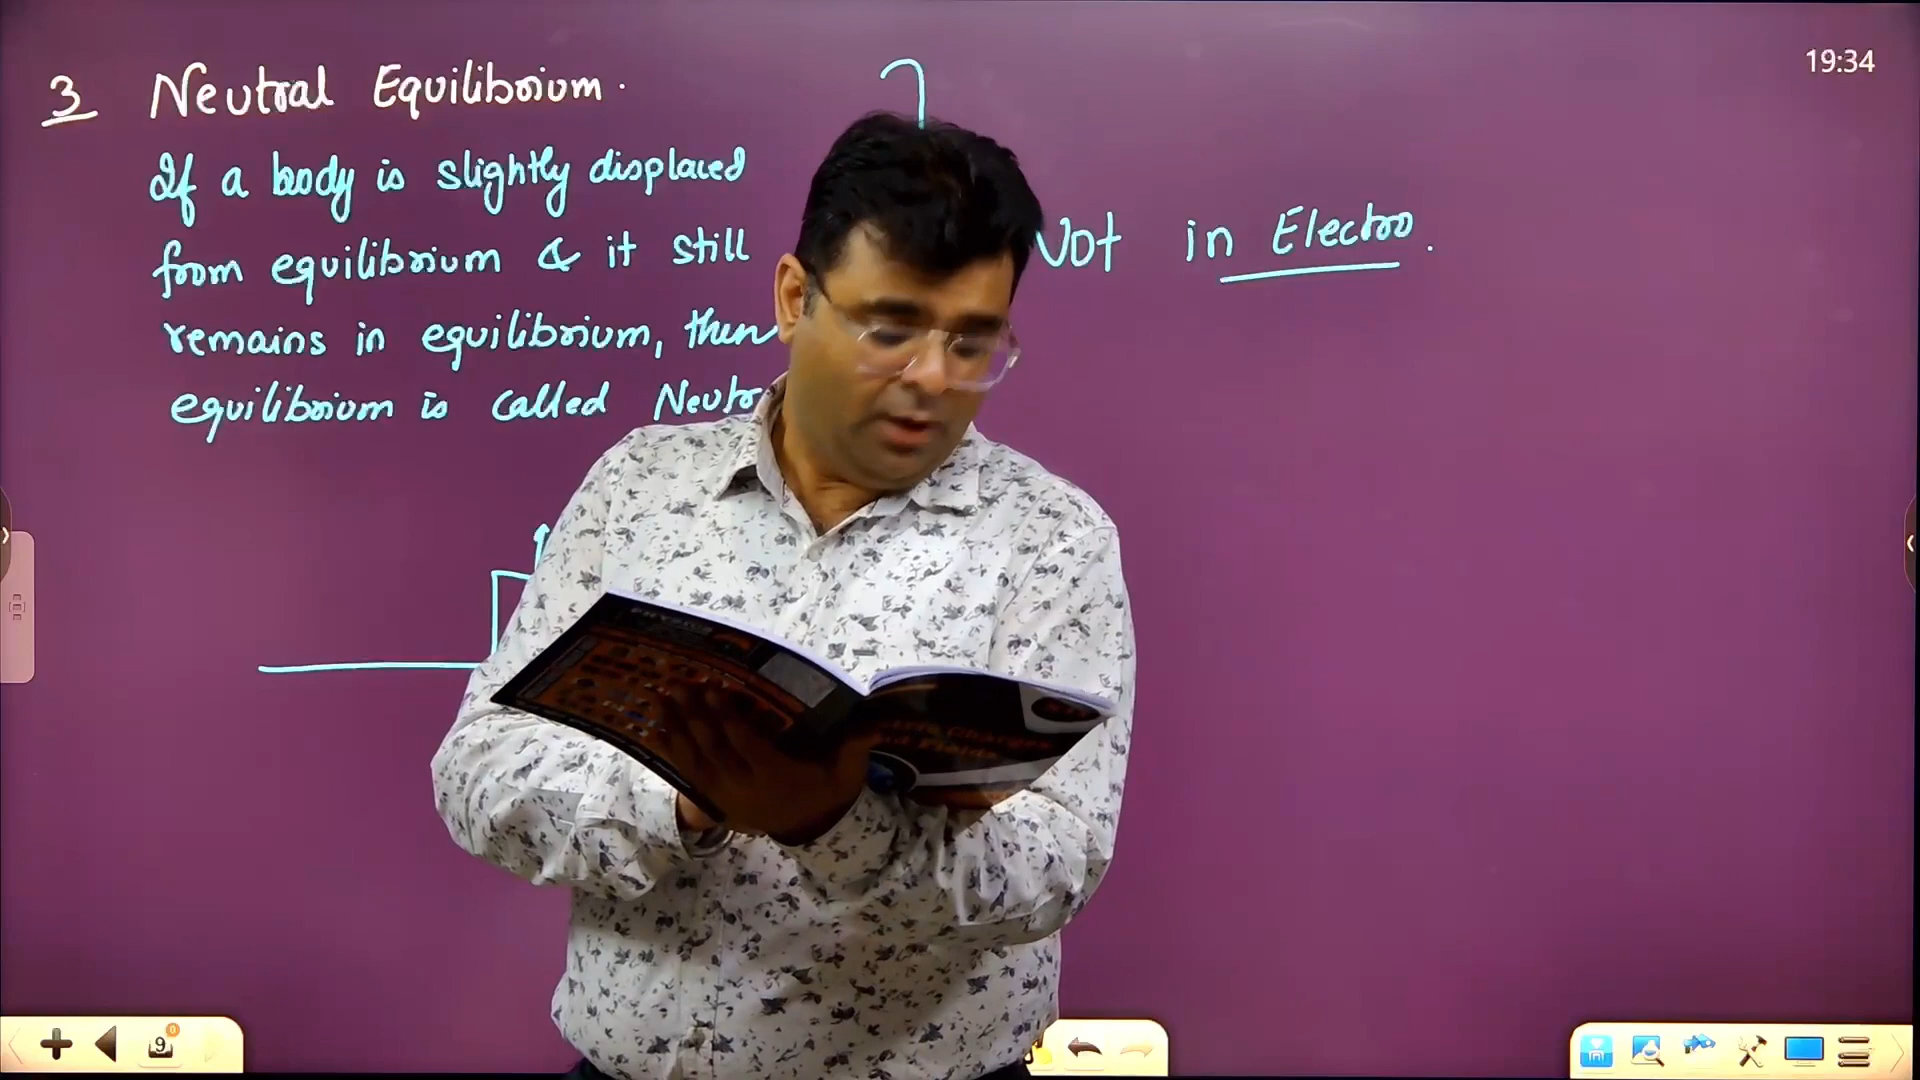 19:34
3 Neutral Equilibrium.
If a body is slightly displaced
from equilibrium & it still
remains in equilibrium, then
equilibrium is called
in Electro.
9
0